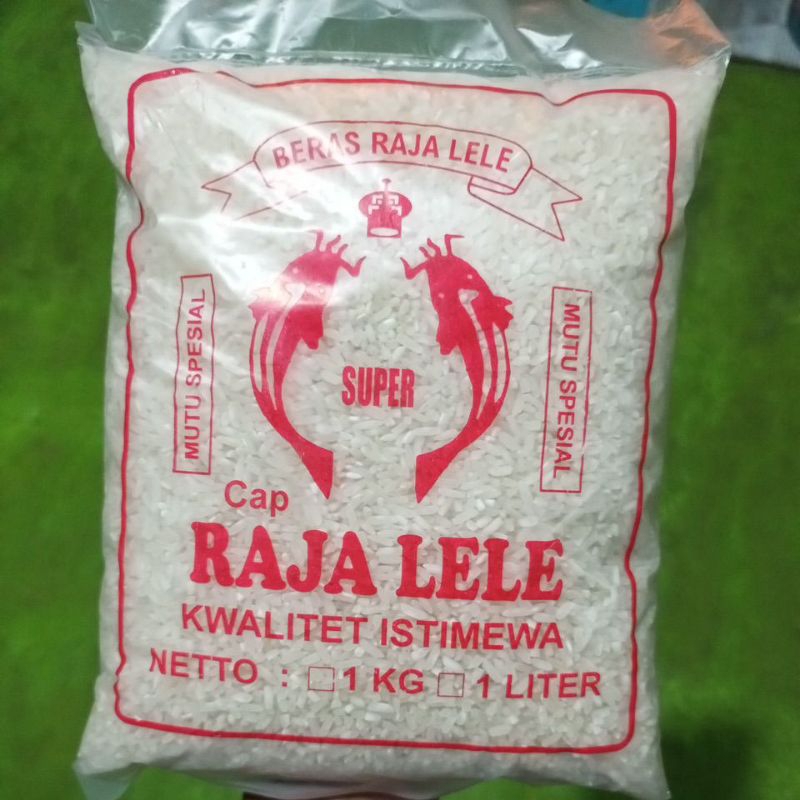 BERAS RAJA LELE
MUTU SPESIAL
SUPER
MUTU SPESIAL
Cap
RAJA LELE
KWALITET ISTIMEWA
NETTO : □ 1 KG □ 1 LITER